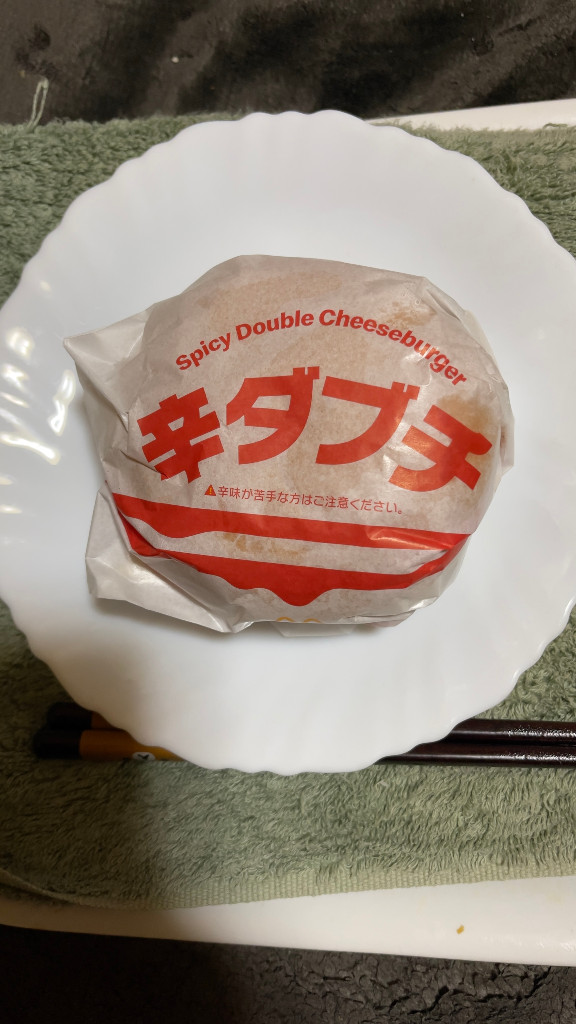 Spicy Double Cheeseburger
辛ダブチ
⚠辛味が苦手な方はご注意ください。